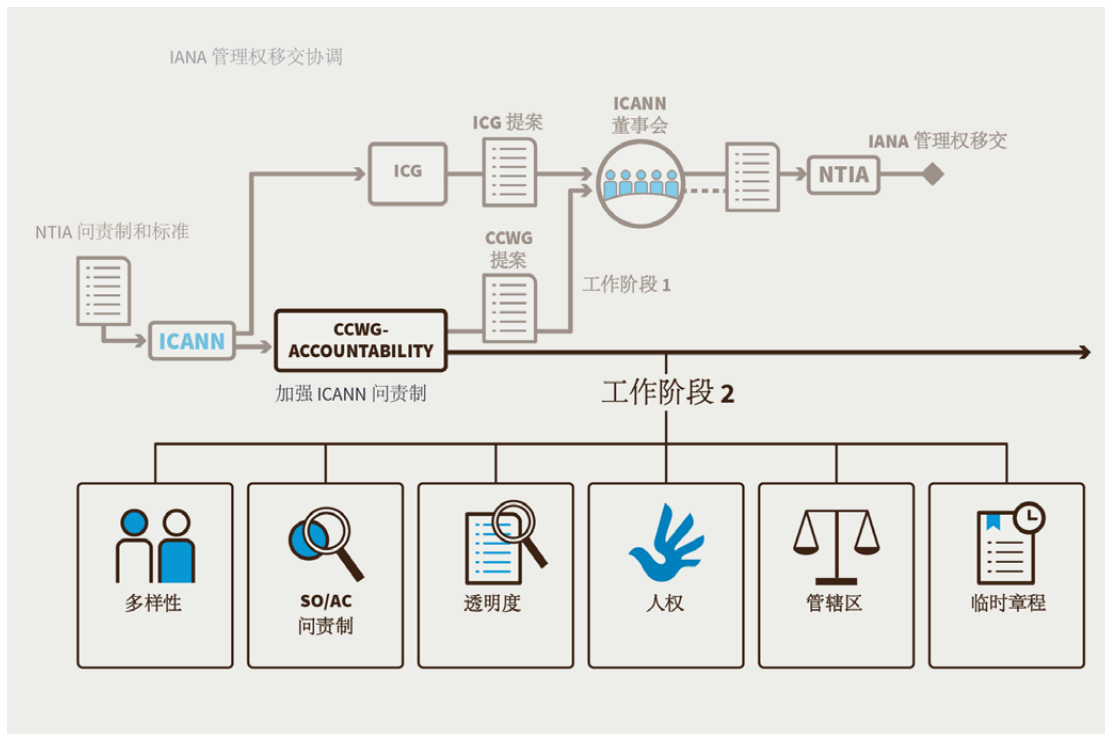 IANA 管理权移交协调
ICANN
董事会
ICG 提案
IANA 管理权移交
ICG
NTIA
NTIA 问责制和标准
CCWG
提案
工作阶段 1
ICANN
CCWG-
ACCOUNTABILITY
加强 ICANN 问责制
工作阶段 2
多样性
SO/AC
问责制
透明度
人权
管辖区
临时章程